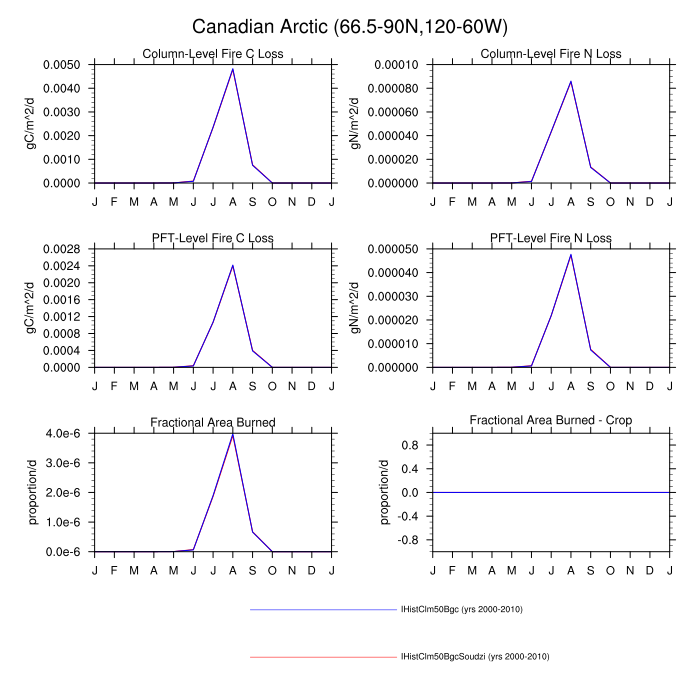 Canadian Arctic (66.5-90N,120-60W)
Column-Level Fire C Loss
gC/m^2/d
0.0050
0.0040
0.0030
0.0020
0.0010
0.0000
J F M A M J J A S O N D J
Column-Level Fire N Loss
gN/m^2/d
0.00010
0.000080
0.000060
0.000040
0.000020
0.000000
J F M A M J J A S O N D J
PFT-Level Fire C Loss
gC/m^2/d
0.0028
0.0024
0.0020
0.0016
0.0012
0.0008
0.0004
0.0000
J F M A M J J A S O N D J
PFT-Level Fire N Loss
gN/m^2/d
0.000050
0.000040
0.000030
0.000020
0.000010
0.000000
J F M A M J J A S O N D J
Fractional Area Burned
proportion/d
4.0e-6
3.0e-6
2.0e-6
1.0e-6
0.0e-6
J F M A M J J A S O N D J
Fractional Area Burned - Crop
proportion/d
0.8
0.4
0.0
-0.4
-0.8
J F M A M J J A S O N D J
IHistClm50Bgc (yrs 2000-2010)
IHistClm50BgcSoudzi (yrs 2000-2010)